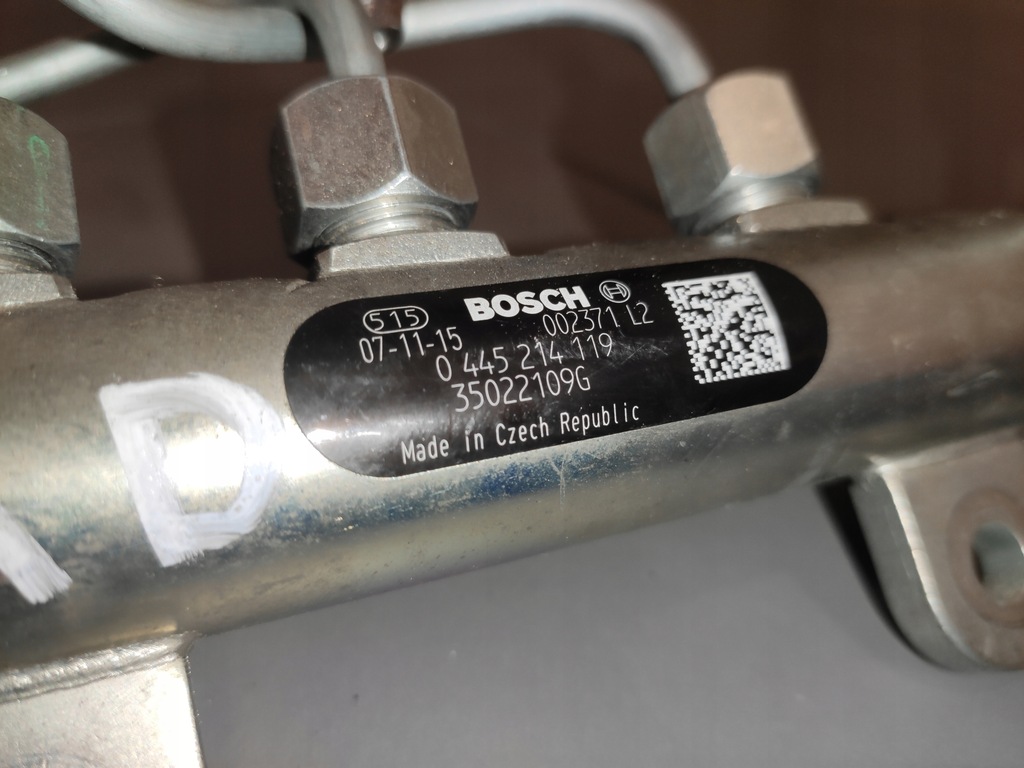 BOSCH
515 002371 L2
07-11-15
0 445 214 119
35022109G
Made in Czech Republic
D